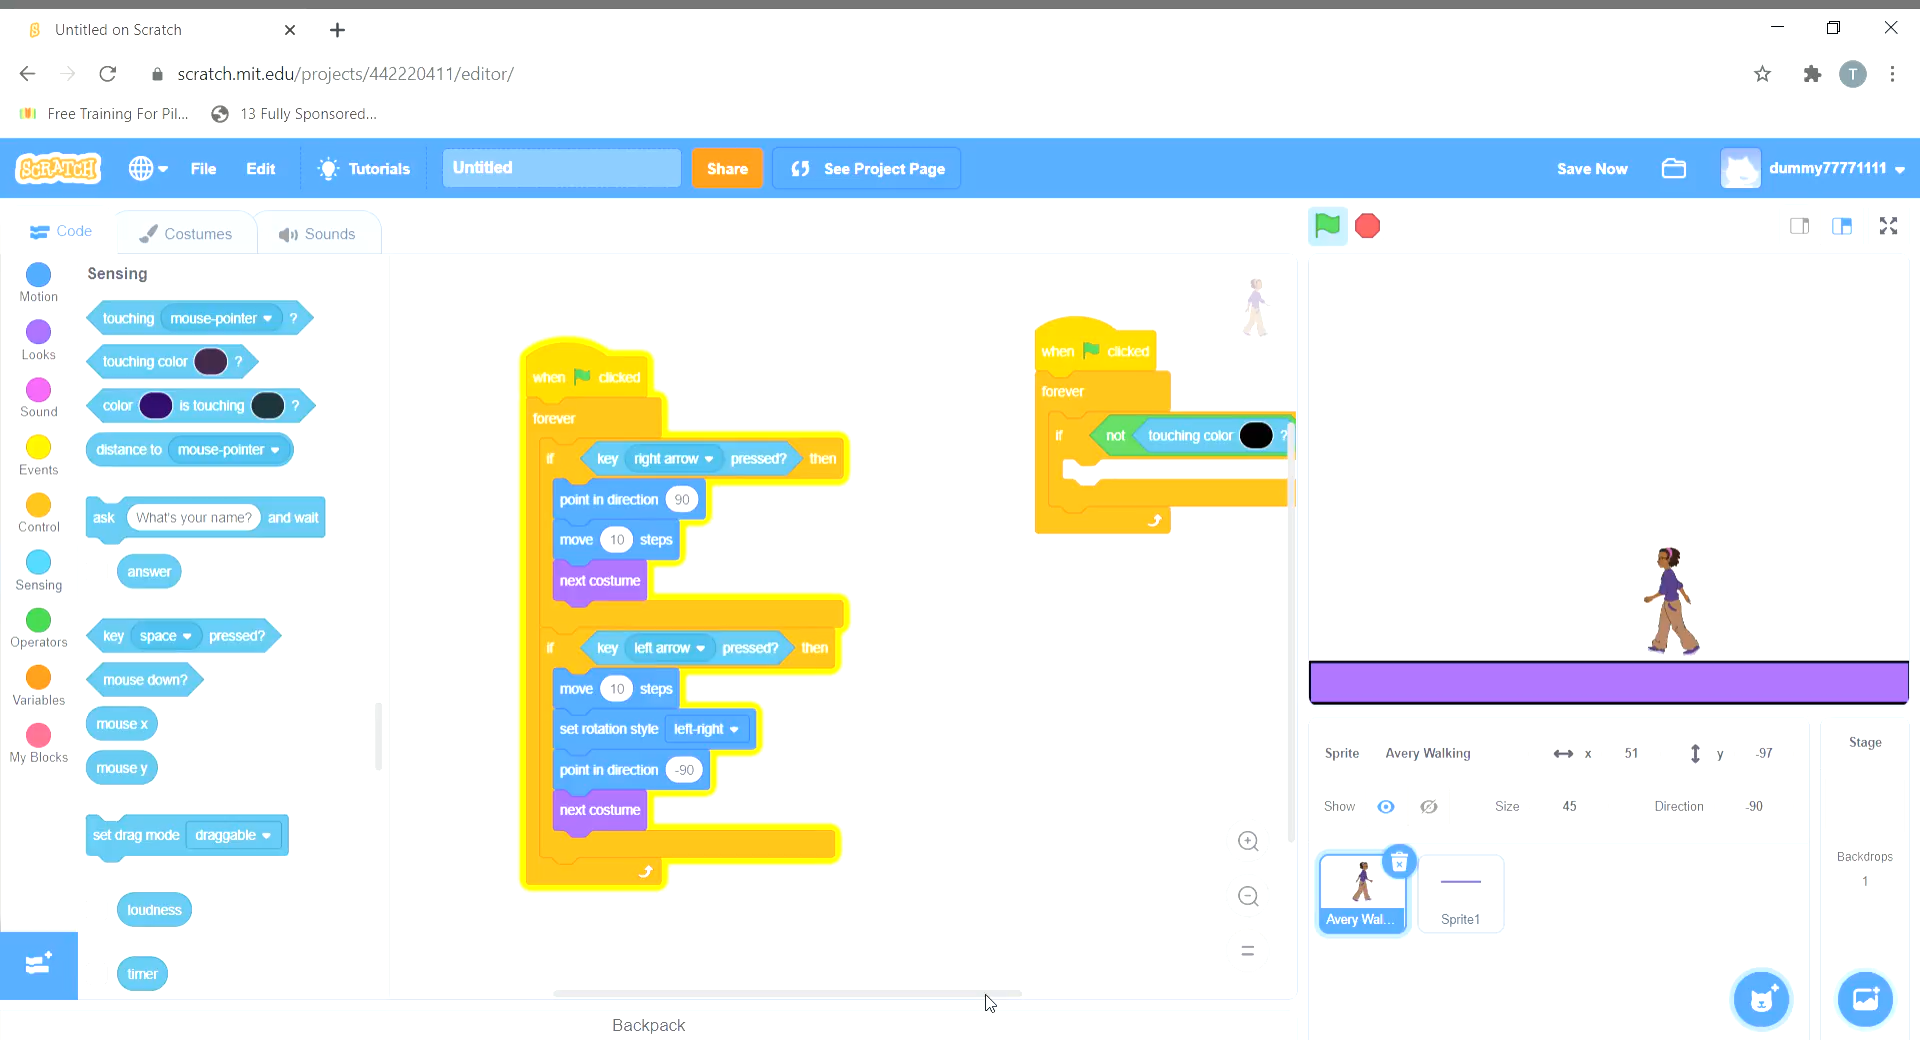 Untitled on Scratch
scratch.mit.edu/projects/442220411/editor/
Free Training For Pil...
13 Fully Sponsored...
SCRATCH
File
Edit
Tutorials
Untitled
Share
See Project Page
Save Now
dummy77771111
T
Code
Costumes
Sounds
Motion
Looks
Sound
Events
Control
Sensing
Operators
Variables
My Blocks
Sensing
touching mouse-pointer ?
touching color ?
color is touching ?
distance to mouse-pointer
ask What's your name? and wait
answer
key space pressed?
mouse down?
mouse x
mouse y
set drag mode draggable
loudness
timer
when clicked
forever
if key right arrow pressed? then
point in direction 90
move 10 steps
next costume
if key left arrow pressed? then
move 10 steps
set rotation style left-right
point in direction -90
next costume
when clicked
forever
if not touching color ?
Backpack
Sprite Avery Walking x 51 y -97
Show Size 45 Direction -90
Avery Wal...
Sprite1
Stage
Backdrops
1